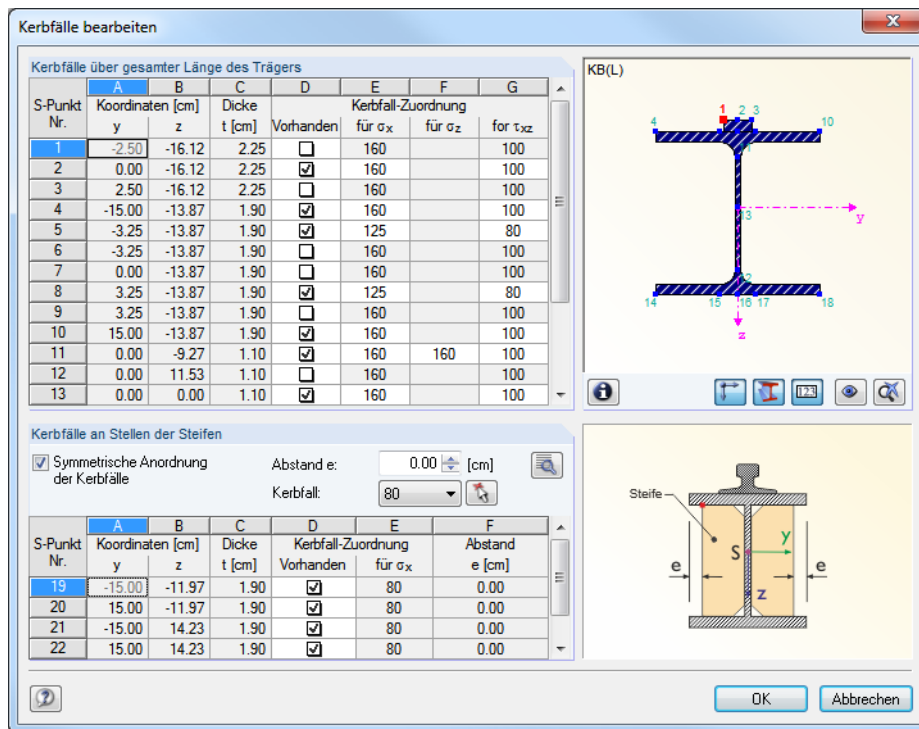 Kerbfälle bearbeiten
Kerbfälle über gesamter Länge des Trägers
A B C D E F G
S-Punkt Koordinaten [cm] Dicke Kerbfall-Zuordnung
Nr. y z t [cm] Vorhanden für σx für σz for τxz
1 -2.50 -16.12 2.25 160 100
2 0.00 -16.12 2.25 160 100
3 2.50 -16.12 2.25 160 100
4 -15.00 -13.87 1.90 160 100
5 -3.25 -13.87 1.90 125 80
6 -3.25 -13.87 1.90 160 100
7 0.00 -13.87 1.90 160 100
8 3.25 -13.87 1.90 125 80
9 3.25 -13.87 1.90 160 100
10 15.00 -13.87 1.90 160 100
11 0.00 -9.27 1.10 160 160 100
12 0.00 11.53 1.10 160 100
13 0.00 0.00 1.10 160 100
KB(L)
1 2 3
4 10
11
13
y
12
14 15 16 17 18
z
123
Kerbfälle an Stellen der Steifen
Symmetrische Anordnung
der Kerbfälle
Abstand e: 0.00 [cm]
Kerbfall: 80
A B C D E F
S-Punkt Koordinaten [cm] Dicke Kerbfall-Zuordnung Abstand
Nr. y z t [cm] Vorhanden für σx e [cm]
19 -15.00 -11.97 1.90 80 0.00
20 15.00 -11.97 1.90 80 0.00
21 -15.00 14.23 1.90 80 0.00
22 15.00 14.23 1.90 80 0.00
Steife
S y
e e
z
OK Abbrechen